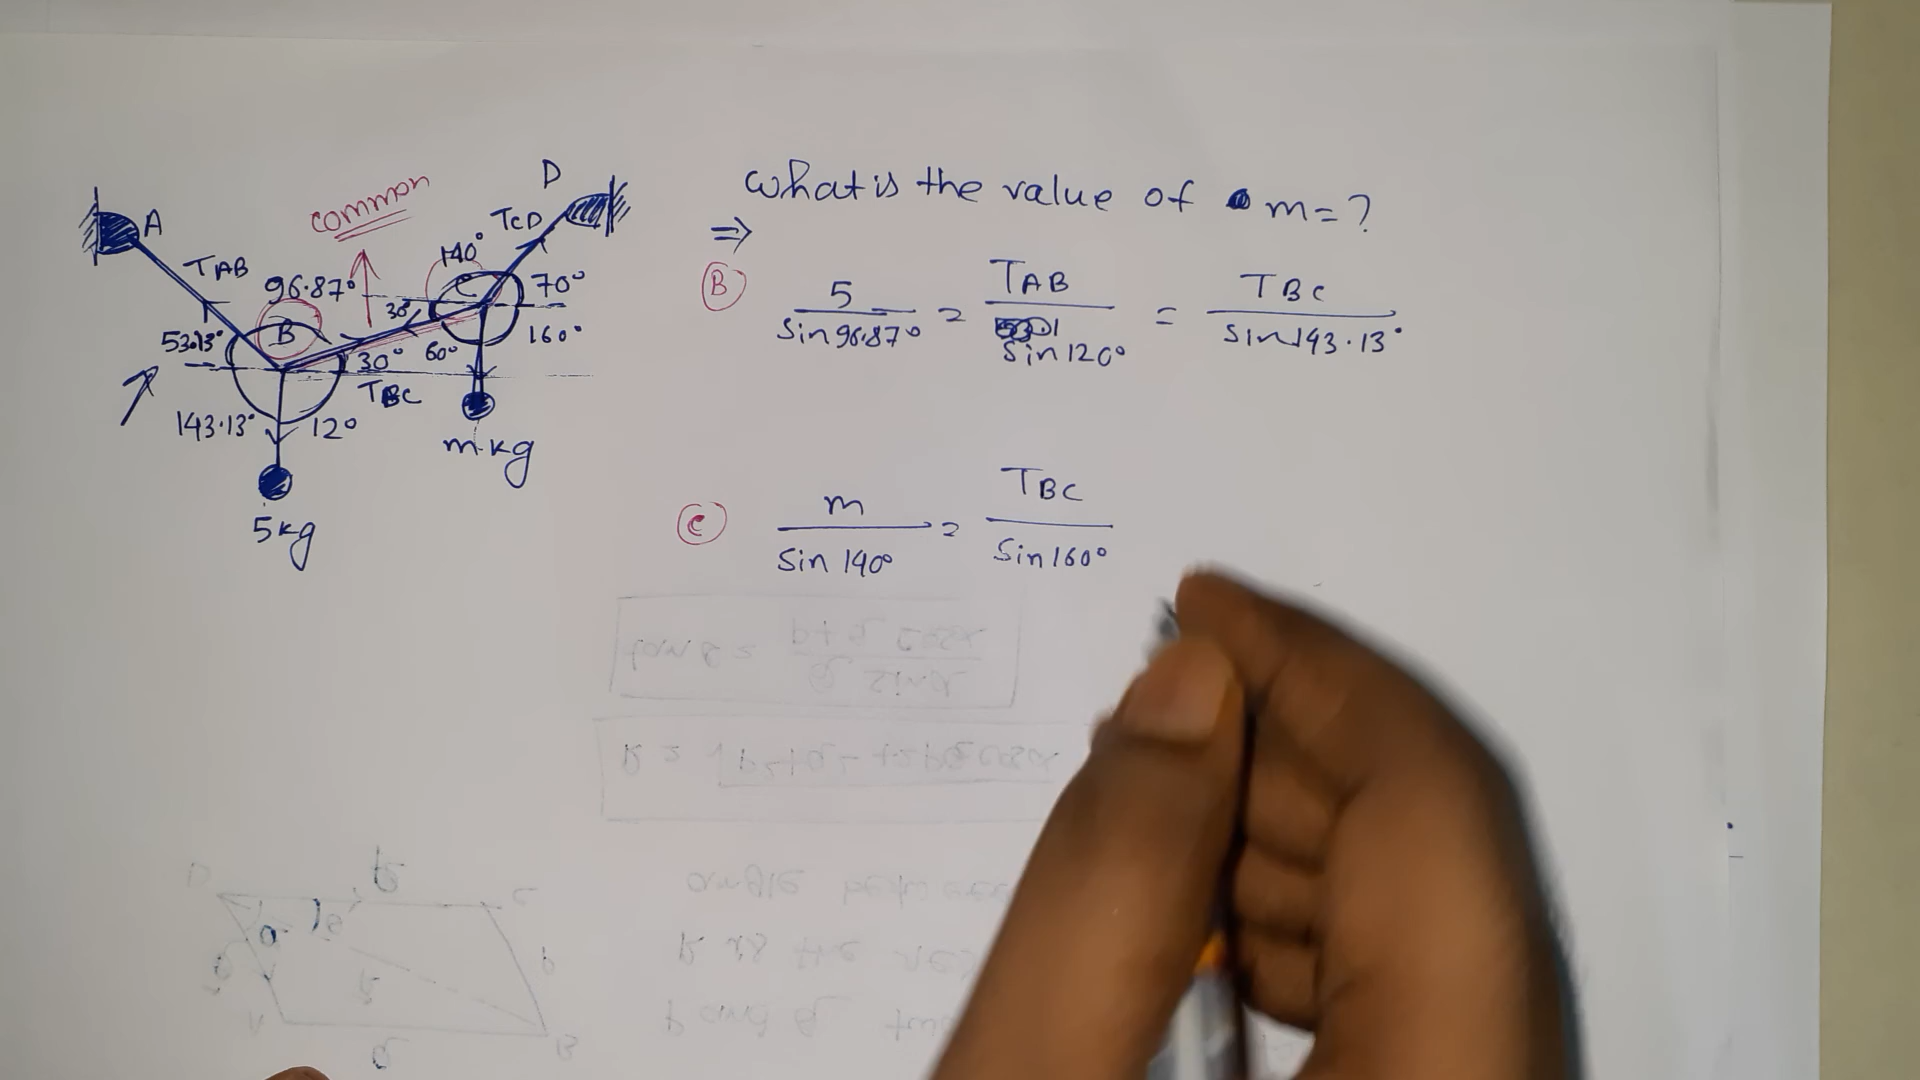 What is the value of m = ?
⇒
A
TAB
common
D
TCD
96.87°
140°
C
70°
53.13°
B
30°
160°
30°
60°
TBC
143.13°
120
m.kg
5kg
B
5 / Sin 96.87° = TAB / Sin 120° = TBC / Sin 143.13°
C
m / Sin 140° = TBC / Sin 160°